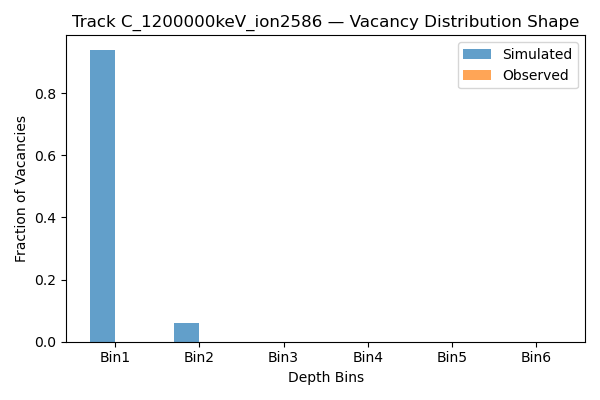 Track C_1200000keV_ion2586 — Vacancy Distribution Shape
Simulated
Observed
Fraction of Vacancies
0.8
0.6
0.4
0.2
0.0
Bin1 Bin2 Bin3 Bin4 Bin5 Bin6
Depth Bins